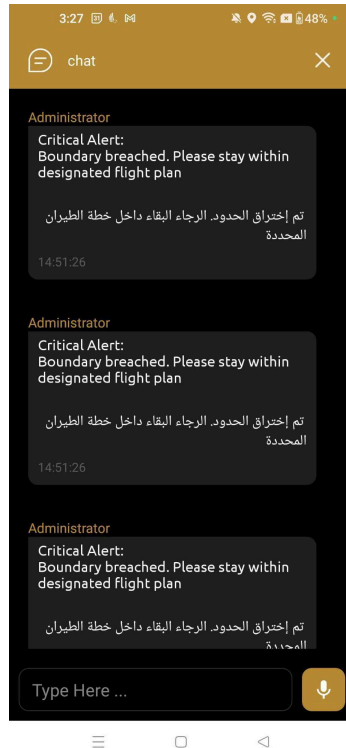 3:27
48%
chat
Administrator
Critical Alert:
Boundary breached. Please stay within
designated flight plan
تم إختراق الحدود. الرجاء البقاء داخل خطة الطيران
المحددة
14:51:26
Administrator
Critical Alert:
Boundary breached. Please stay within
designated flight plan
تم إختراق الحدود. الرجاء البقاء داخل خطة الطيران
المحددة
14:51:26
Administrator
Critical Alert:
Boundary breached. Please stay within
designated flight plan
تم إختراق الحدود. الرجاء البقاء داخل خطة الطيران
المحددة
Type Here ...